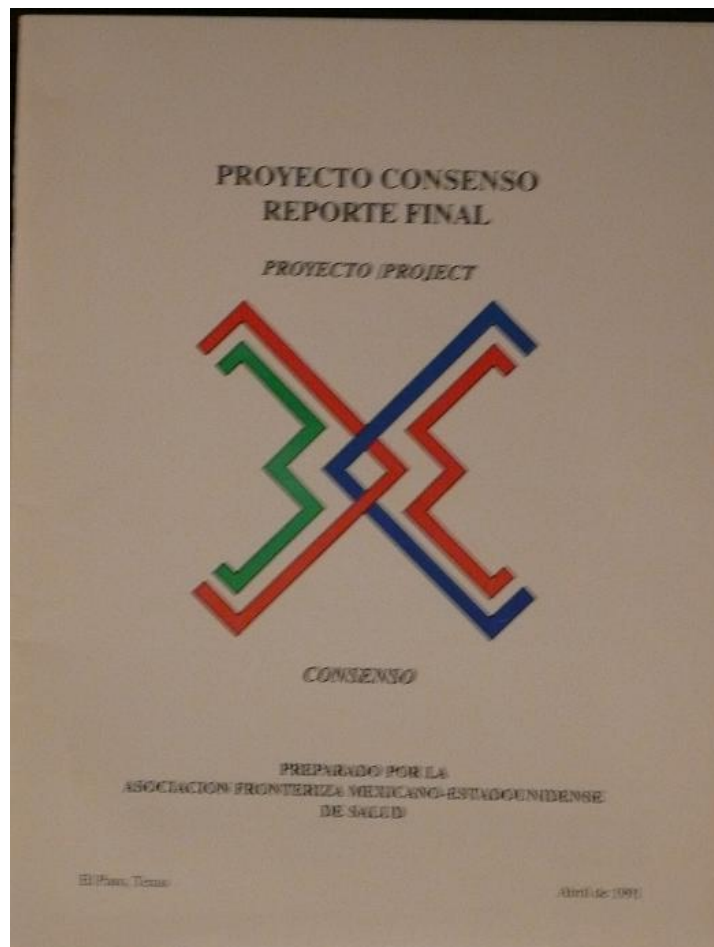 PROYECTO CONSENSO
REPORTE FINAL
PROYECTO /PROJECT
CONSENSO
PREPARADO POR LA
ASOCIACION FRONTERIZA MEXICANO-ESTADOUNIDENSE
DE SALUD
El Paso, Texas
Abril de